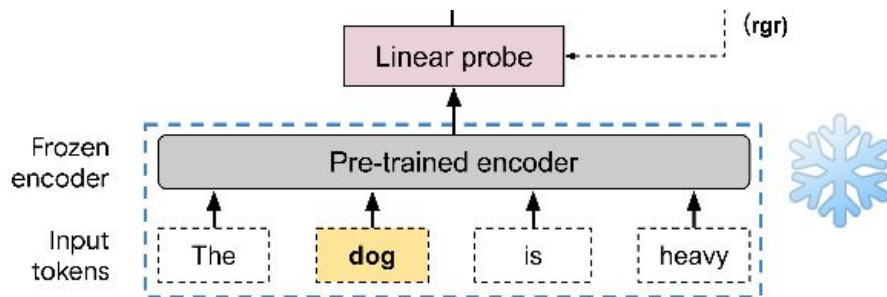 (rgr)
Linear probe
Frozen
encoder
Pre-trained encoder
Input
tokens
The
dog
is
heavy